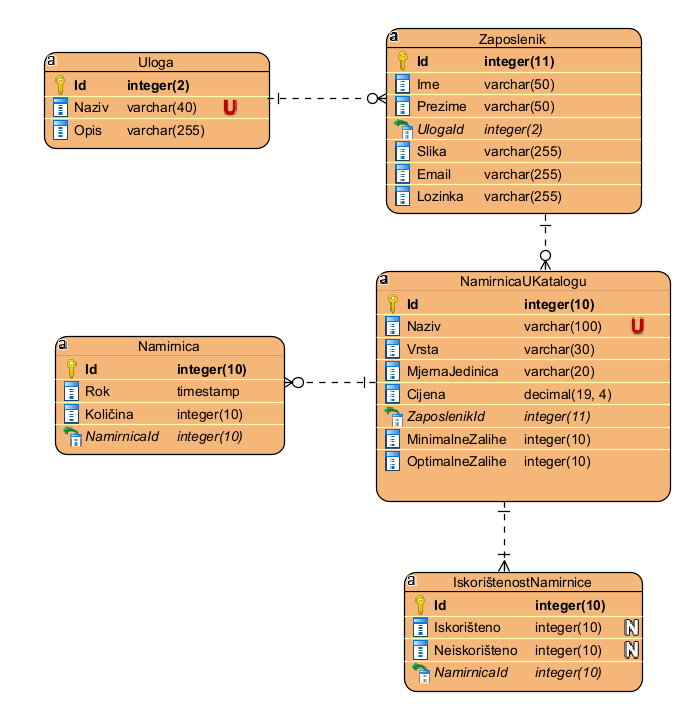 a Uloga
Id integer(2)
Naziv varchar(40) U
Opis varchar(255)
a Zaposlenik
Id integer(11)
Ime varchar(50)
Prezime varchar(50)
UlogaId integer(2)
Slika varchar(255)
Email varchar(255)
Lozinka varchar(255)
a NamirnicaUKatalogu
Id integer(10)
Naziv varchar(100) U
Vrsta varchar(30)
MjernaJedinica varchar(20)
Cijena decimal(19, 4)
ZaposlenikId integer(11)
MinimalneZalihe integer(10)
OptimalneZalihe integer(10)
a Namirnica
Id integer(10)
Rok timestamp
Količina integer(10)
NamirnicaId integer(10)
a IskorištenostNamirnice
Id integer(10)
Iskorišteno integer(10) N
Neiskorišteno integer(10) N
NamirnicaId integer(10)